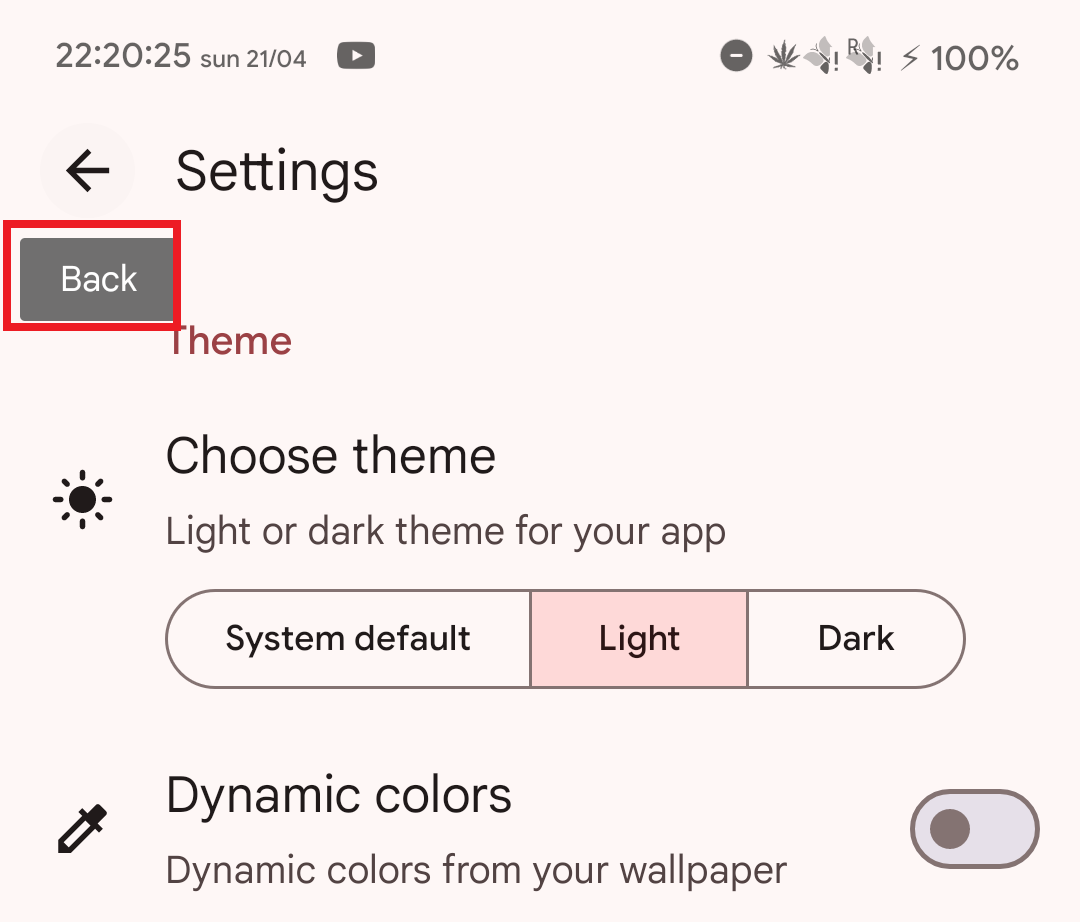 22:20:25 sun 21/04
R
! ! 100%
Settings
Back
Theme
Choose theme
Light or dark theme for your app
System default Light Dark
Dynamic colors
Dynamic colors from your wallpaper